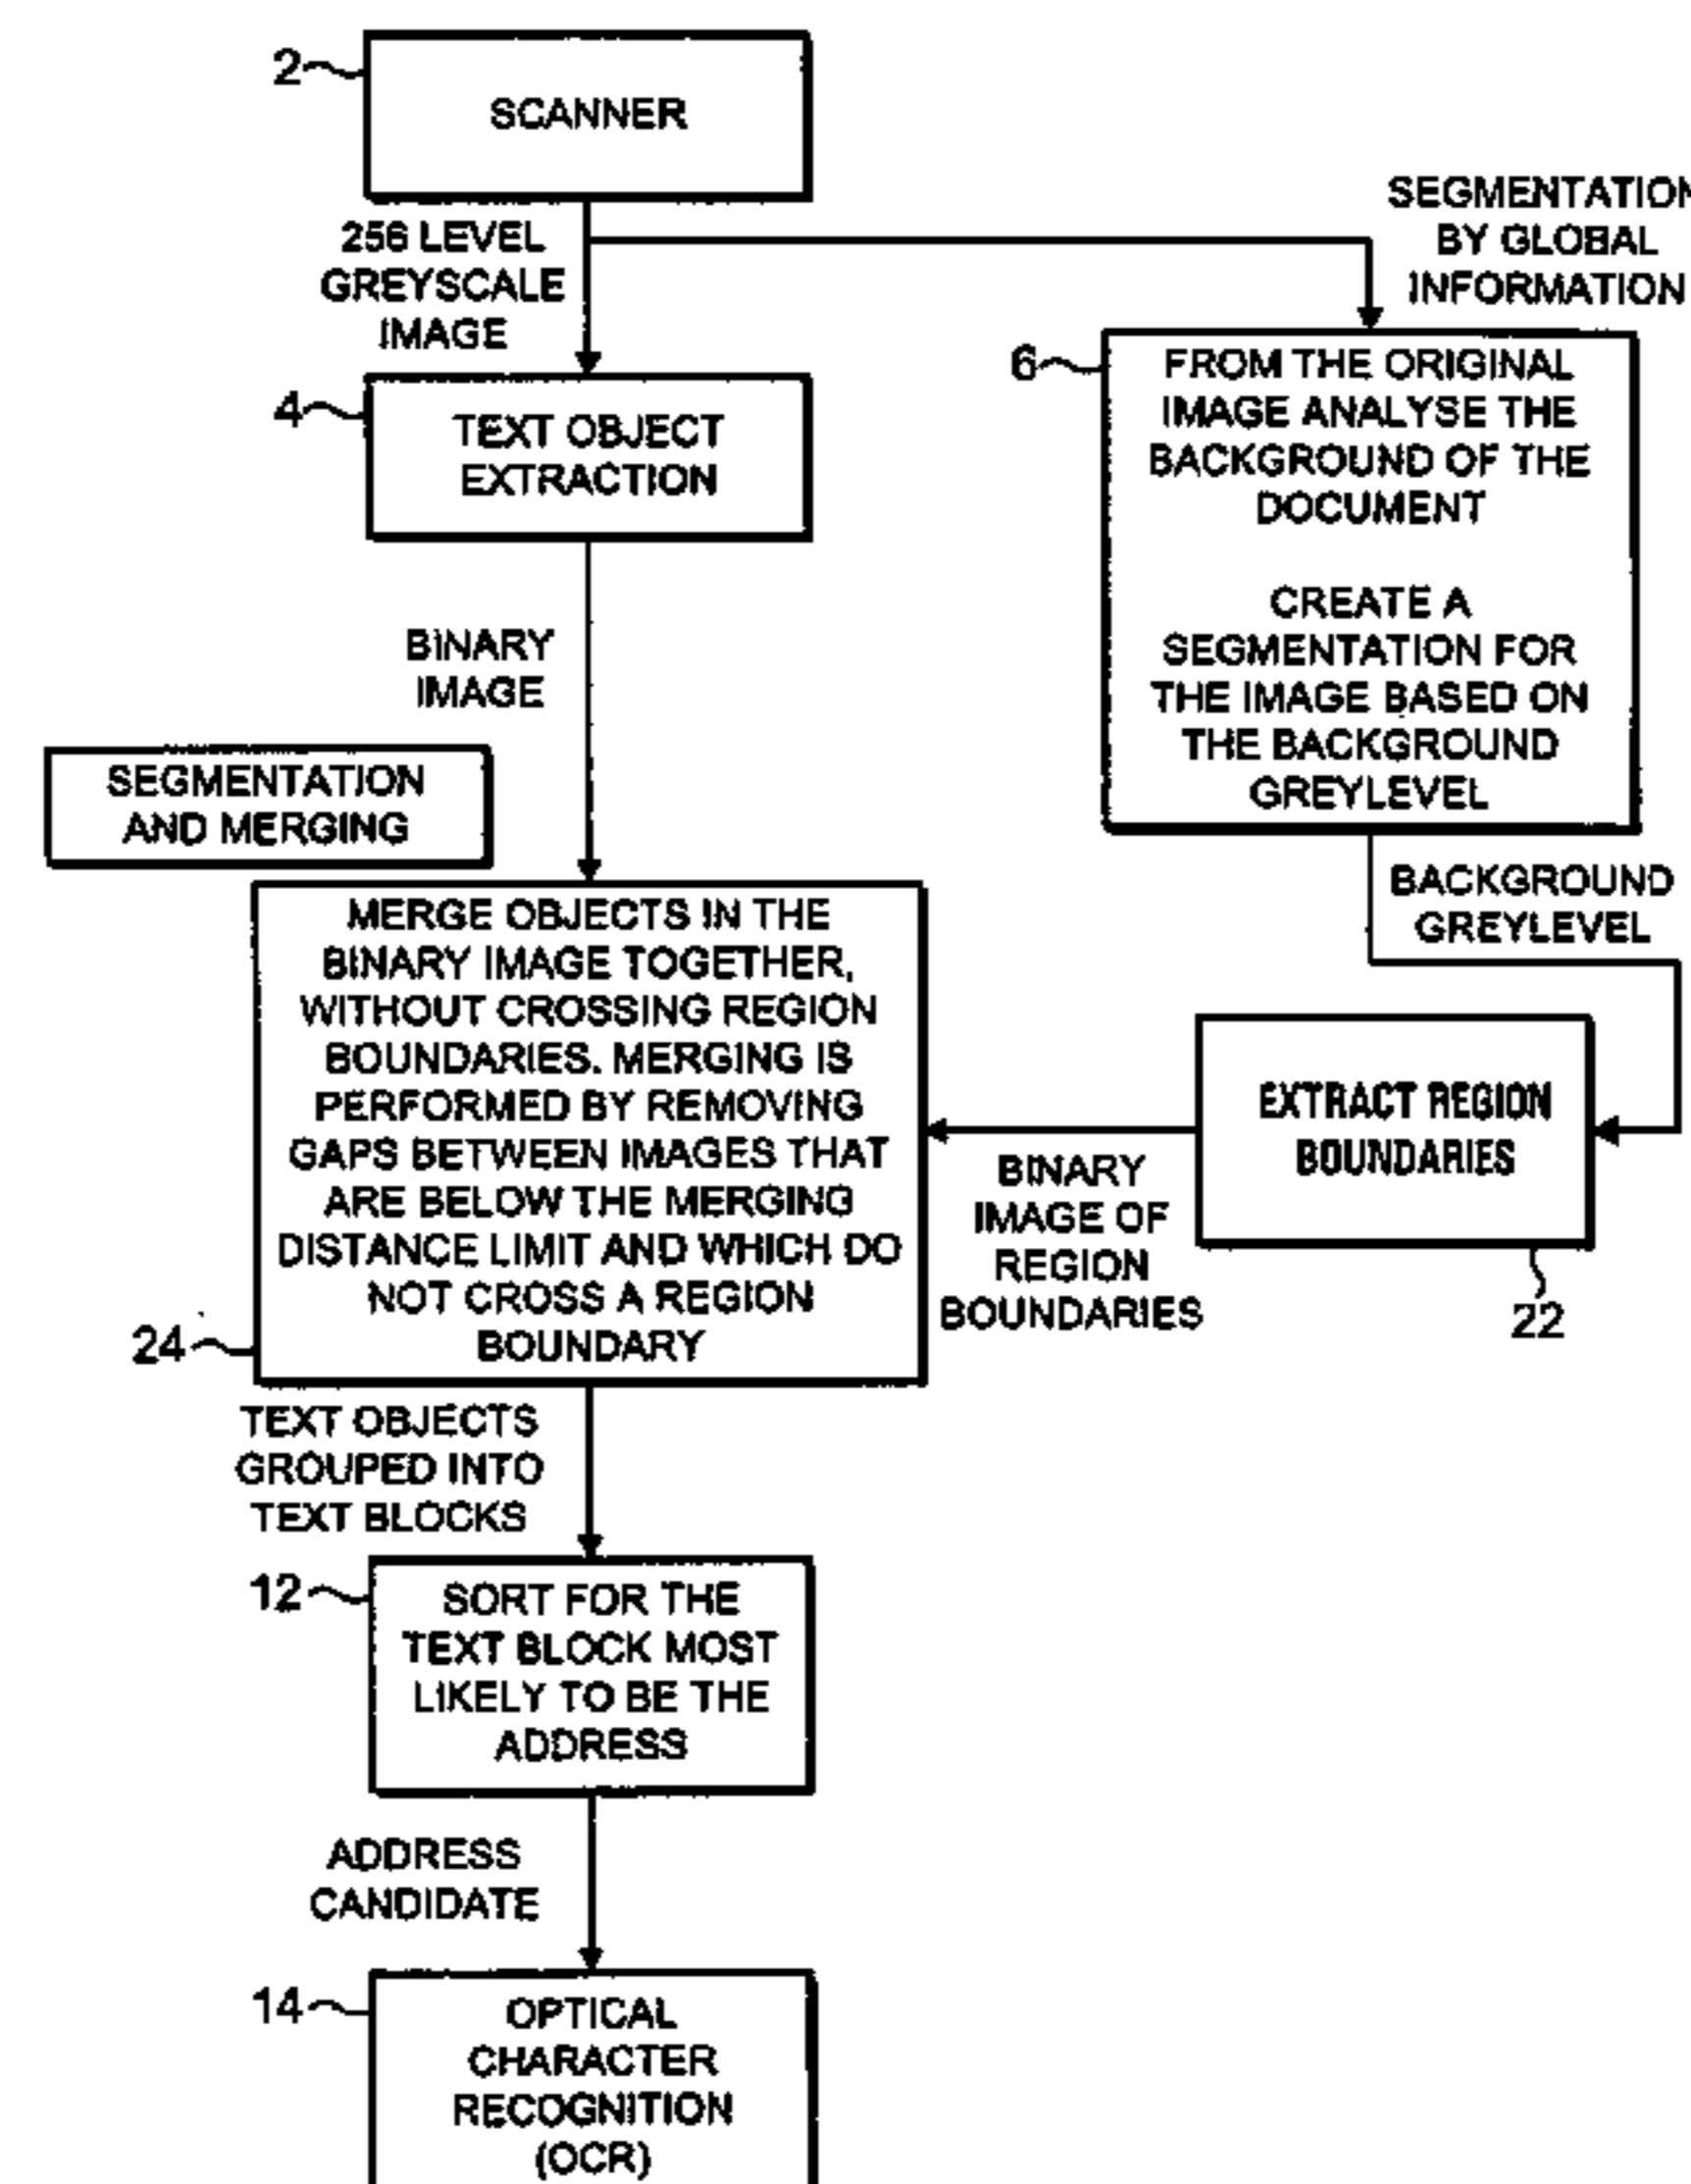 2
SCANNER
256 LEVEL
GREYSCALE
IMAGE
SEGMENTATION
BY GLOBAL
INFORMATION
4
TEXT OBJECT
EXTRACTION
6
FROM THE ORIGINAL
IMAGE ANALYSE THE
BACKGROUND OF THE
DOCUMENT
CREATE A
SEGMENTATION FOR
THE IMAGE BASED ON
THE BACKGROUND
GREYLEVEL
BINARY
IMAGE
SEGMENTATION
AND MERGING
BACKGROUND
GREYLEVEL
MERGE OBJECTS IN THE
BINARY IMAGE TOGETHER,
WITHOUT CROSSING REGION
BOUNDARIES. MERGING IS
PERFORMED BY REMOVING
GAPS BETWEEN IMAGES THAT
ARE BELOW THE MERGING
DISTANCE LIMIT AND WHICH DO
NOT CROSS A REGION
BOUNDARY
24
EXTRACT REGION
BOUNDARIES
22
BINARY
IMAGE OF
REGION
BOUNDARIES
TEXT OBJECTS
GROUPED INTO
TEXT BLOCKS
12
SORT FOR THE
TEXT BLOCK MOST
LIKELY TO BE THE
ADDRESS
ADDRESS
CANDIDATE
14
OPTICAL
CHARACTER
RECOGNITION
(OCR)